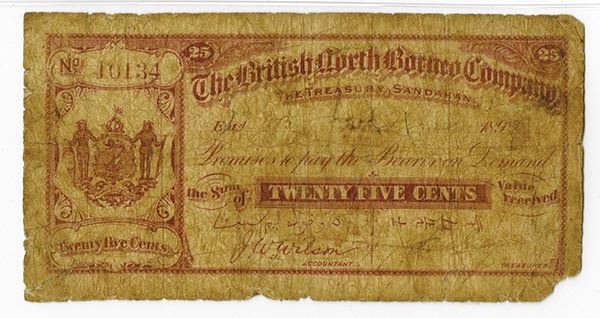 25 25
No 10134
The British North Borneo Company
THE TREASURY, SANDAKAN,
189
Promises to pay the Bearer on Demand
the Sum of TWENTY FIVE CENTS Value received
Twenty five Cents.
J W Wilson
ACCOUNTANT. TREASURER